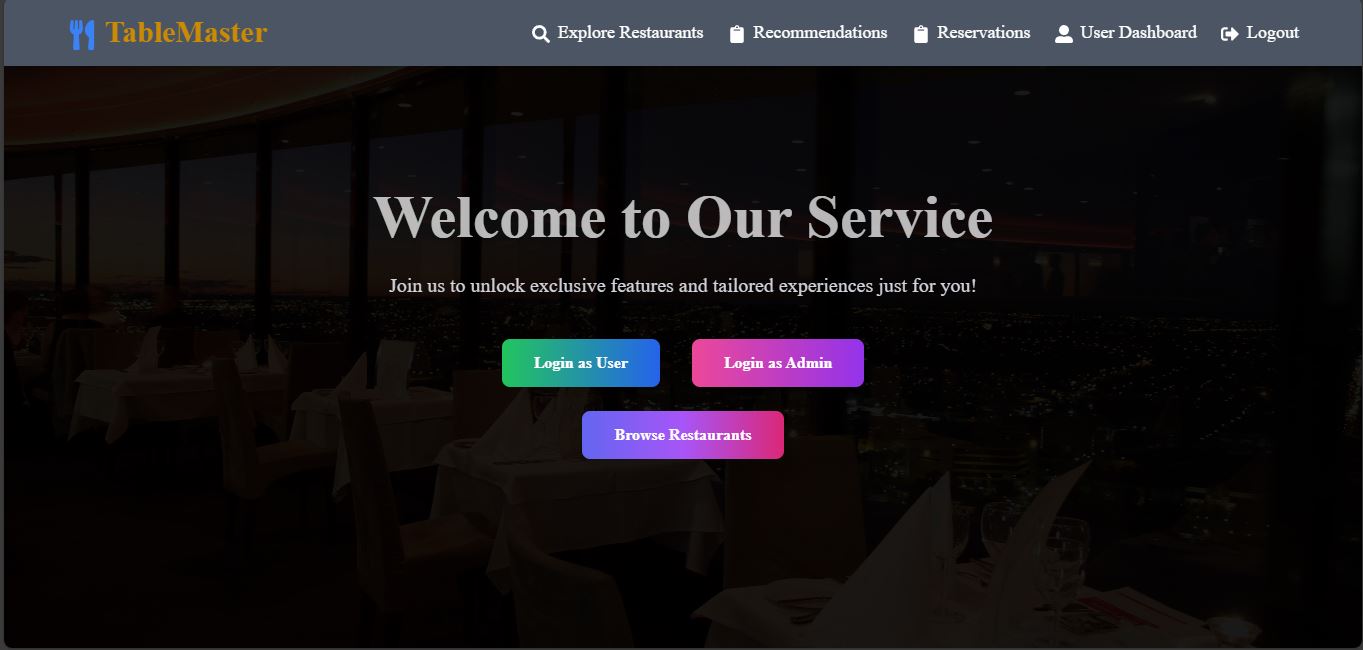 TableMaster
Explore Restaurants
Recommendations
Reservations
User Dashboard
Logout
Welcome to Our Service
Join us to unlock exclusive features and tailored experiences just for you!
Login as User
Login as Admin
Browse Restaurants